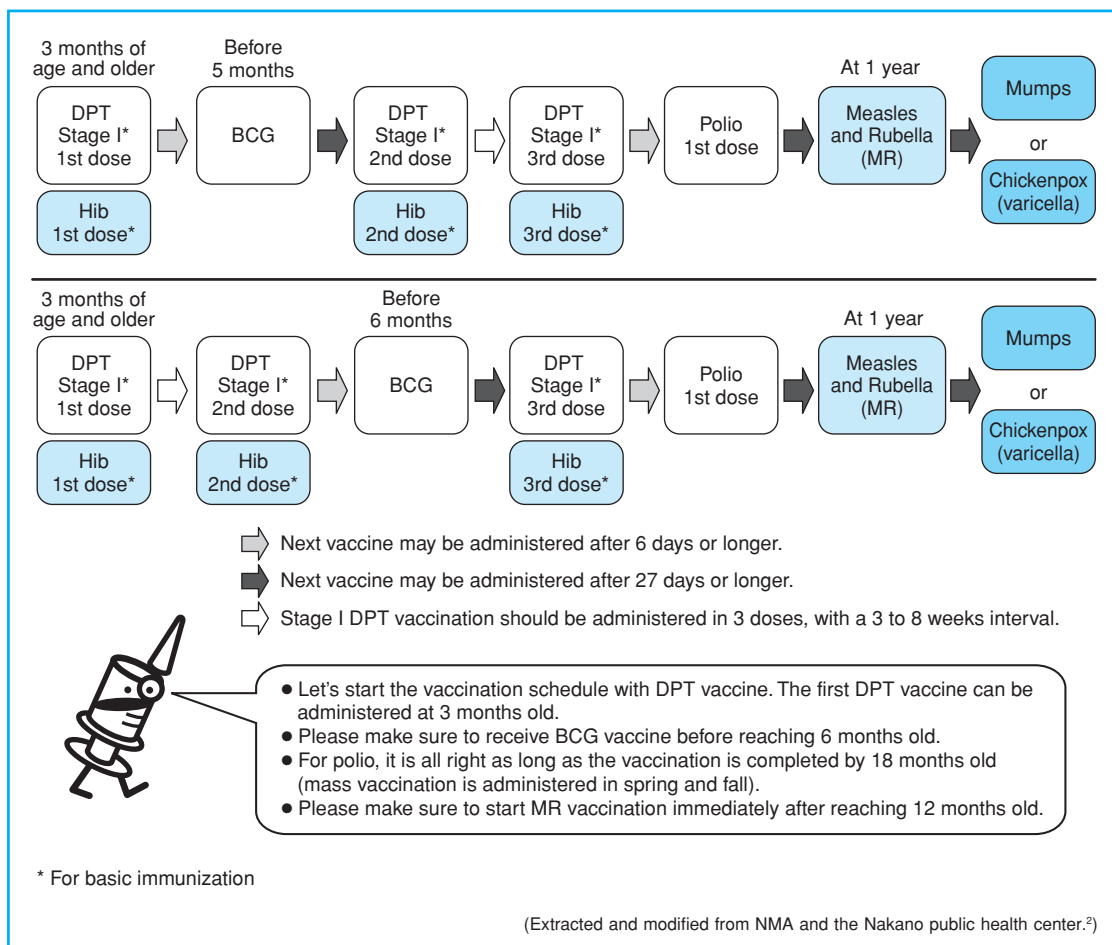 3 months of
age and older
Before
5 months
At 1 year
DPT
Stage I*
1st dose
BCG
DPT
Stage I*
2nd dose
DPT
Stage I*
3rd dose
Polio
1st dose
Measles
and Rubella
(MR)
Mumps
or
Chickenpox
(varicella)
Hib
1st dose*
Hib
2nd dose*
Hib
3rd dose*
3 months of
age and older
Before
6 months
At 1 year
DPT
Stage I*
1st dose
DPT
Stage I*
2nd dose
BCG
DPT
Stage I*
3rd dose
Polio
1st dose
Measles
and Rubella
(MR)
Mumps
or
Chickenpox
(varicella)
Hib
1st dose*
Hib
2nd dose*
Hib
3rd dose*
Next vaccine may be administered after 6 days or longer.
Next vaccine may be administered after 27 days or longer.
Stage I DPT vaccination should be administered in 3 doses, with a 3 to 8 weeks interval.
● Let's start the vaccination schedule with DPT vaccine. The first DPT vaccine can be
administered at 3 months old.
● Please make sure to receive BCG vaccine before reaching 6 months old.
● For polio, it is all right as long as the vaccination is completed by 18 months old
(mass vaccination is administered in spring and fall).
● Please make sure to start MR vaccination immediately after reaching 12 months old.
* For basic immunization
(Extracted and modified from NMA and the Nakano public health center.²)